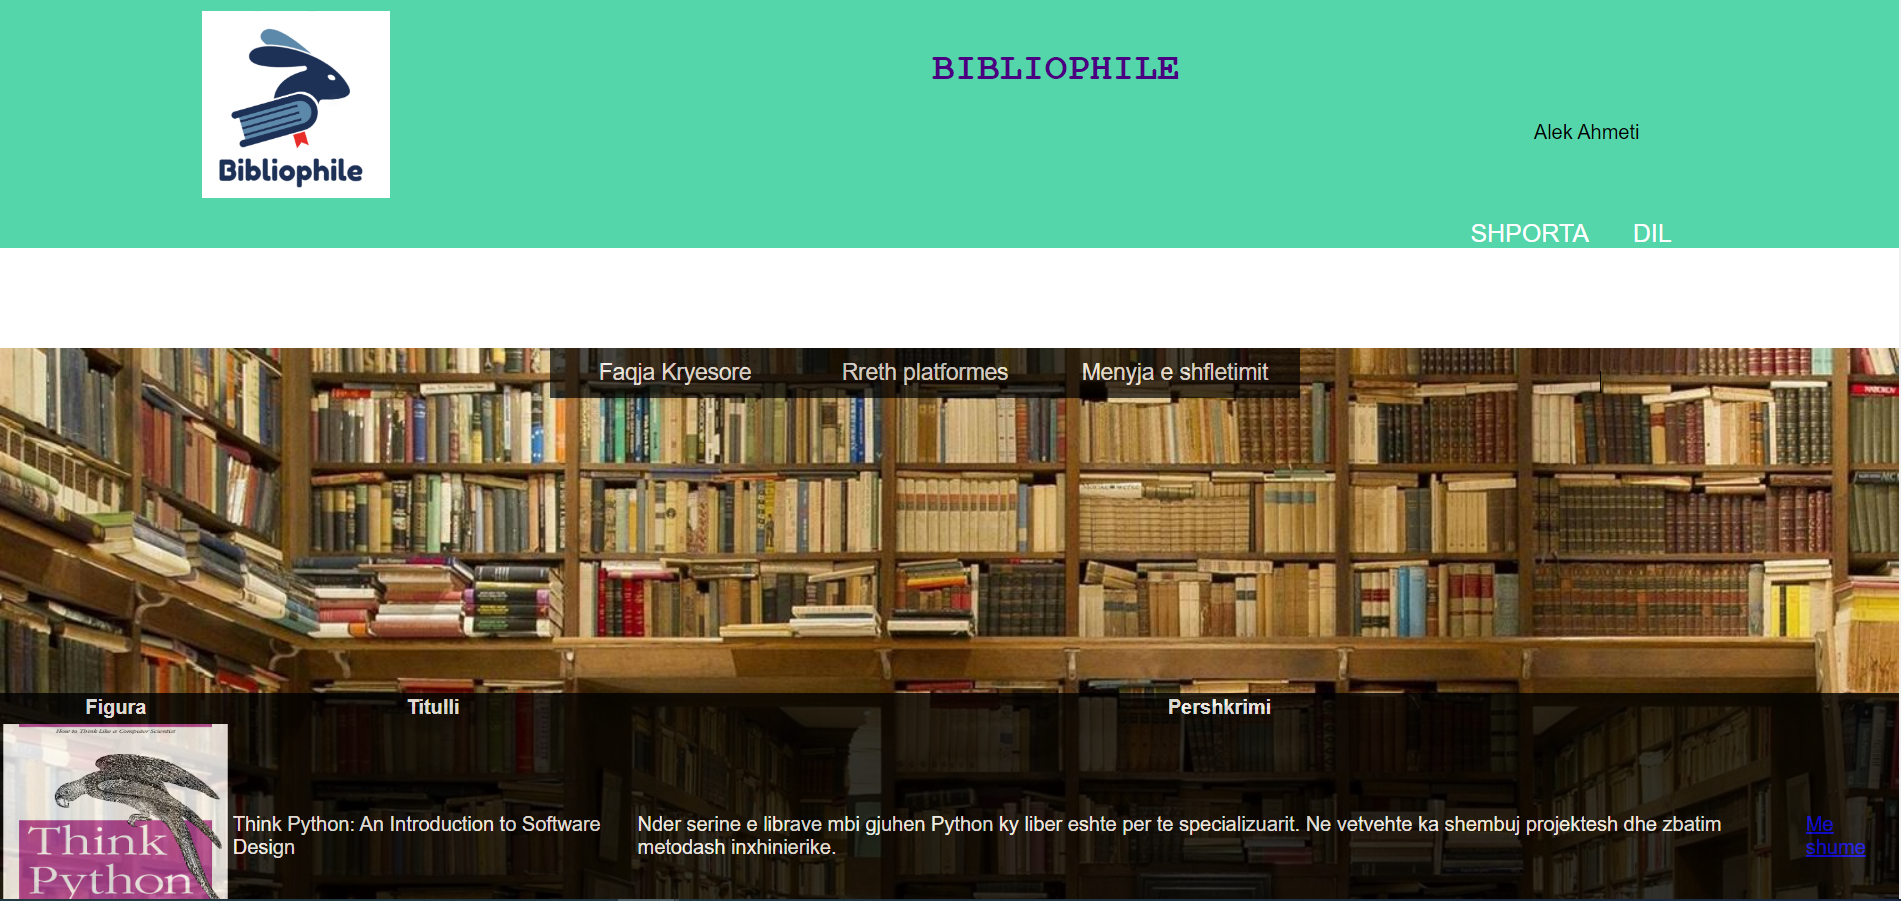 Bibliophile
BIBLIOPHILE
Alek Ahmeti
SHPORTA DIL
Faqja Kryesore Rreth platformes Menyja e shfletimit
Figura Titulli Pershkrimi
How to Think Like a Computer Scientist
Think
Python
Think Python: An Introduction to Software
Design
Nder serine e librave mbi gjuhen Python ky liber eshte per te specializuarit. Ne vetvehte ka shembuj projektesh dhe zbatim
metodash inxhinierike.
Me
shume